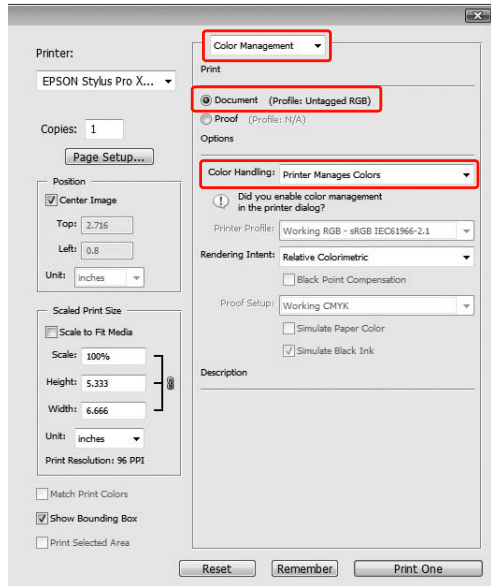 Printer:
EPSON Stylus Pro X...
Copies: 1
Page Setup...
Position
Center Image
Top: 2.716
Left: 0.8
Unit: inches
Scaled Print Size
Scale to Fit Media
Scale: 100%
Height: 5.333
Width: 6.666
Unit: inches
Print Resolution: 96 PPI
Match Print Colors
Show Bounding Box
Print Selected Area
Color Management
Print
Document (Profile: Untagged RGB)
Proof (Profile: N/A)
Options
Color Handling: Printer Manages Colors
Did you enable color management
in the printer dialog?
Printer Profile: Working RGB - sRGB IEC61966-2.1
Rendering Intent: Relative Colorimetric
Black Point Compensation
Proof Setup: Working CMYK
Simulate Paper Color
Simulate Black Ink
Description
Reset
Remember
Print One